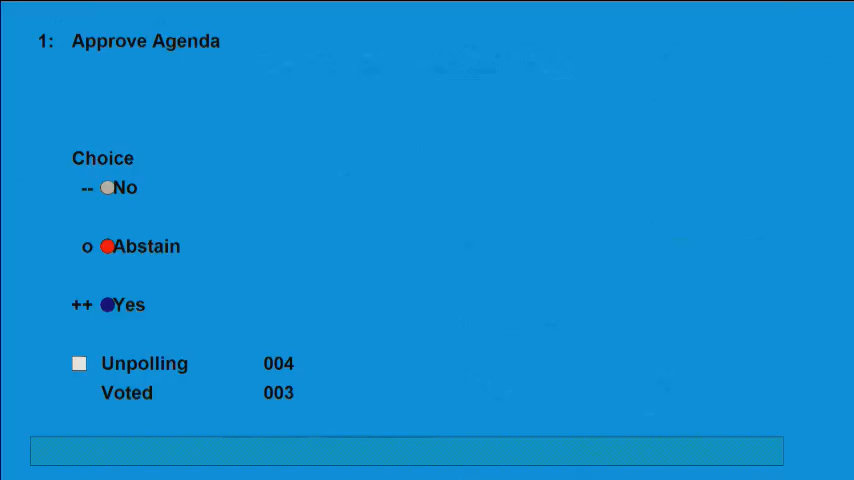 1: Approve Agenda
Choice
-- No
o Abstain
++ Yes
Unpolling 004
Voted 003